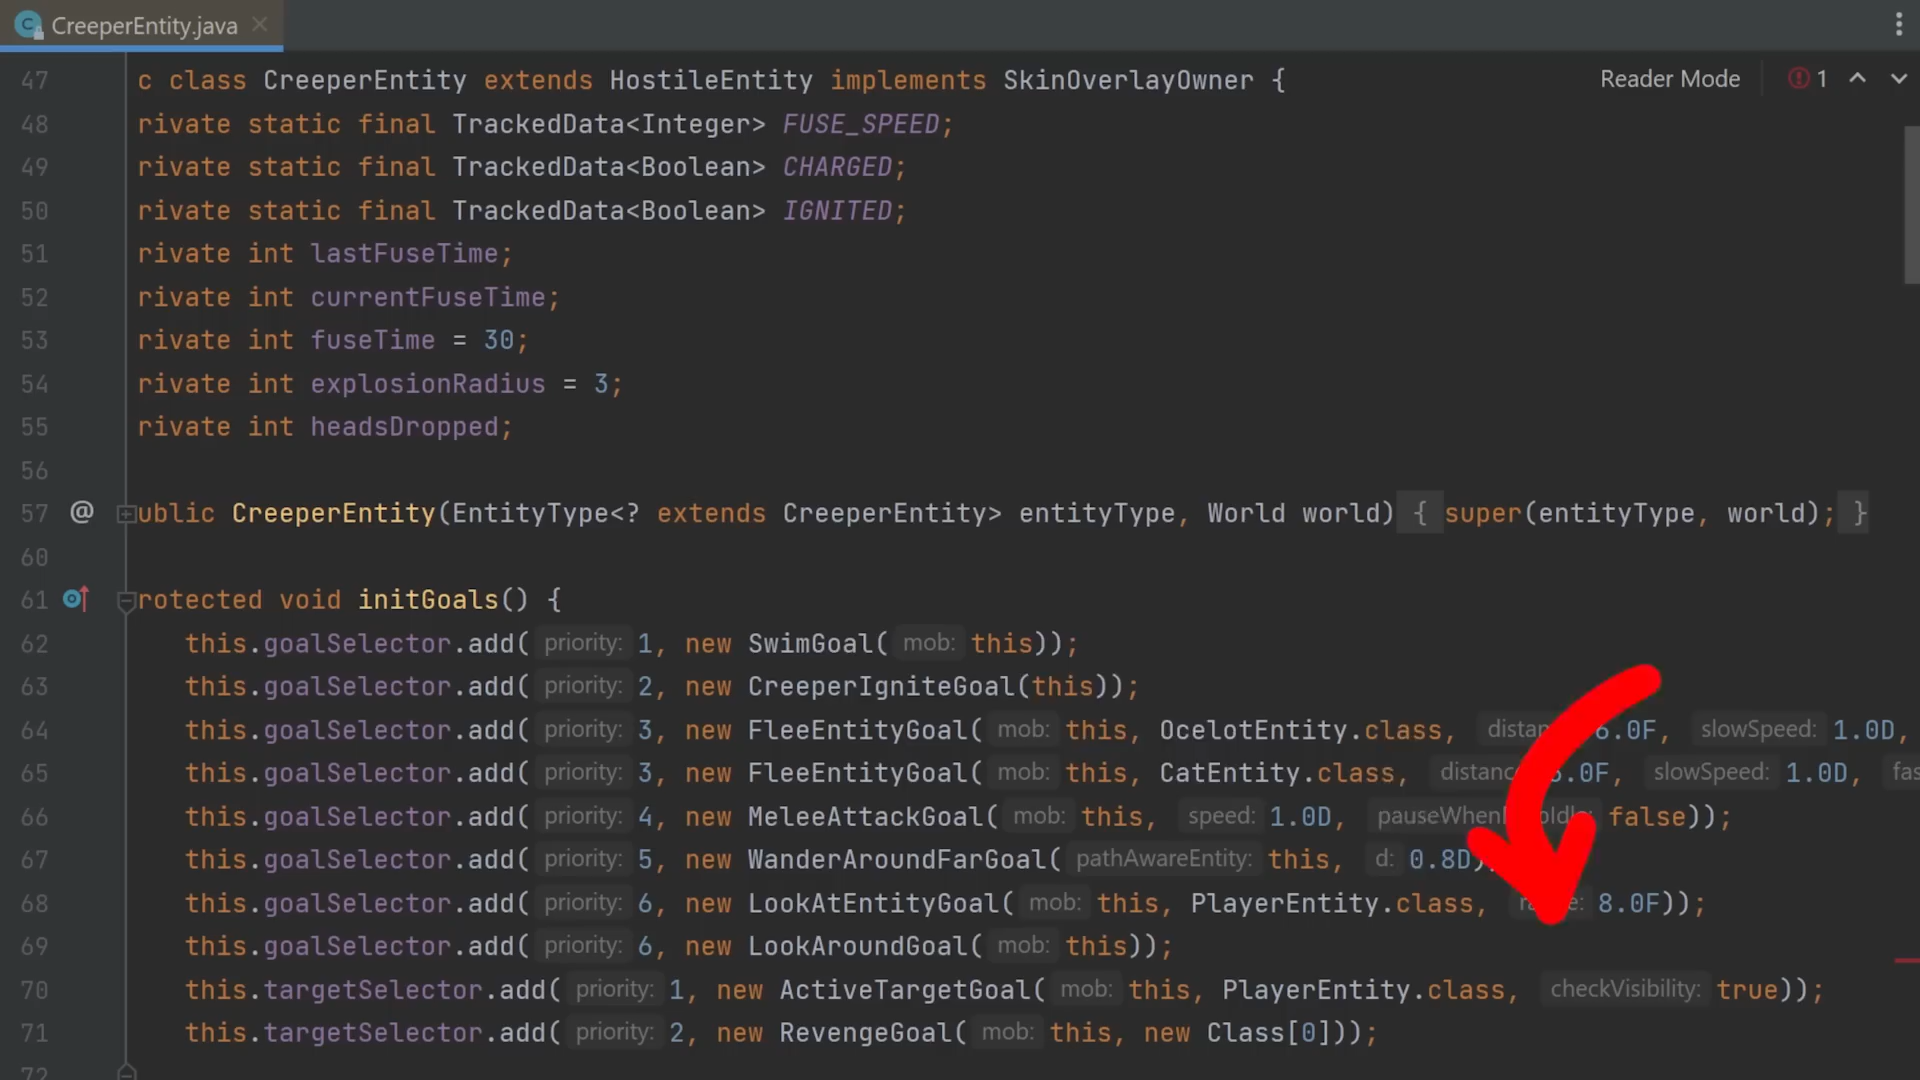 CreeperEntity.java
Reader Mode 1
47 c class CreeperEntity extends HostileEntity implements SkinOverlayOwner {
48 rivate static final TrackedData<Integer> FUSE_SPEED;
49 rivate static final TrackedData<Boolean> CHARGED;
50 rivate static final TrackedData<Boolean> IGNITED;
51 rivate int lastFuseTime;
52 rivate int currentFuseTime;
53 rivate int fuseTime = 30;
54 rivate int explosionRadius = 3;
55 rivate int headsDropped;
56
57 @ ublic CreeperEntity(EntityType<? extends CreeperEntity> entityType, World world) { super(entityType, world); }
60
61 rotected void initGoals() {
62 this.goalSelector.add( priority: 1, new SwimGoal( mob: this));
63 this.goalSelector.add( priority: 2, new CreeperIgniteGoal(this));
64 this.goalSelector.add( priority: 3, new FleeEntityGoal( mob: this, OcelotEntity.class, 6.0F, slowSpeed: 1.0D,
65 this.goalSelector.add( priority: 3, new FleeEntityGoal( mob: this, CatEntity.class, slowSpeed: 1.0D, fas
66 this.goalSelector.add( priority: 4, new MeleeAttackGoal( mob: this, speed: 1.0D, false));
67 this.goalSelector.add( priority: 5, new WanderAroundFarGoal( pathAwareEntity: this, d: 0.8D)
68 this.goalSelector.add( priority: 6, new LookAtEntityGoal( mob: this, PlayerEntity.class, 8.0F));
69 this.goalSelector.add( priority: 6, new LookAroundGoal( mob: this));
70 this.targetSelector.add( priority: 1, new ActiveTargetGoal( mob: this, PlayerEntity.class, checkVisibility: true));
71 this.targetSelector.add( priority: 2, new RevengeGoal( mob: this, new Class[0]));
72